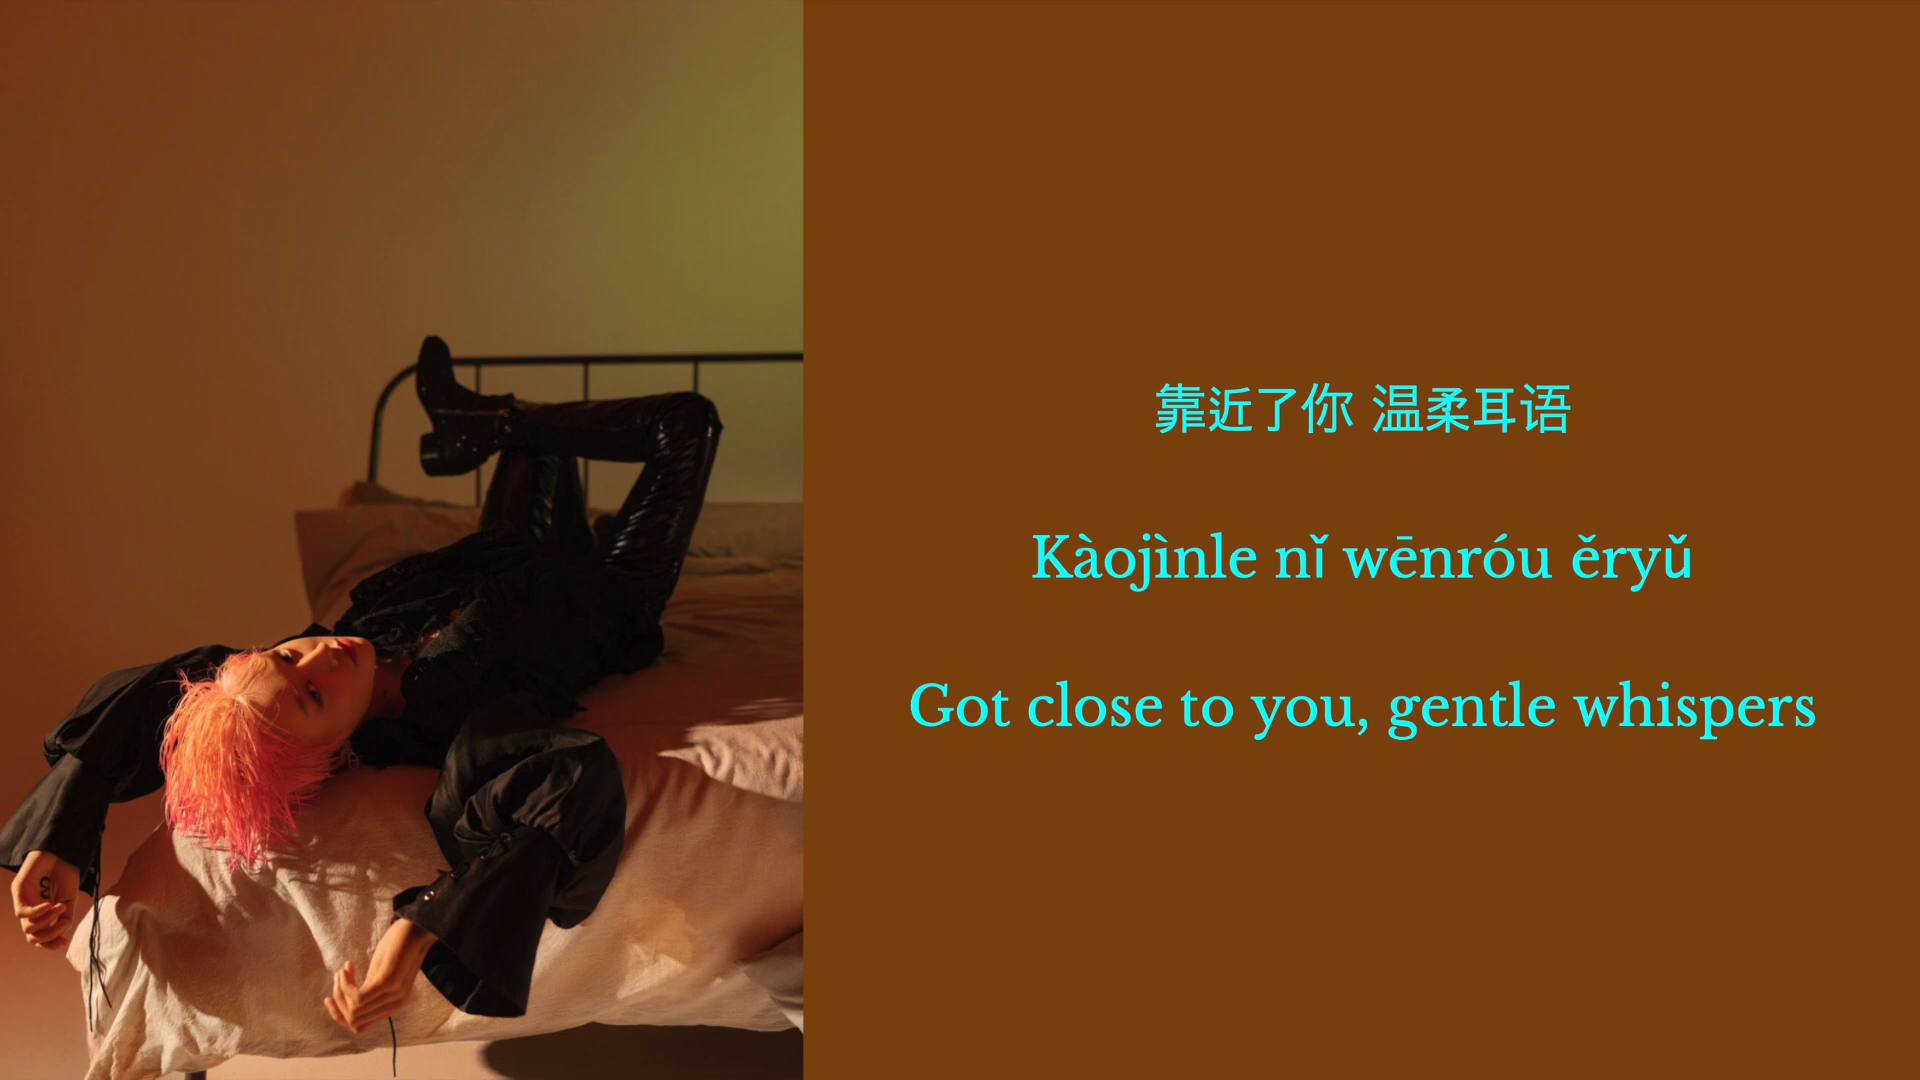 靠近了你 温柔耳语
Kàojìnle nǐ wēnróu ěryǔ
Got close to you, gentle whispers